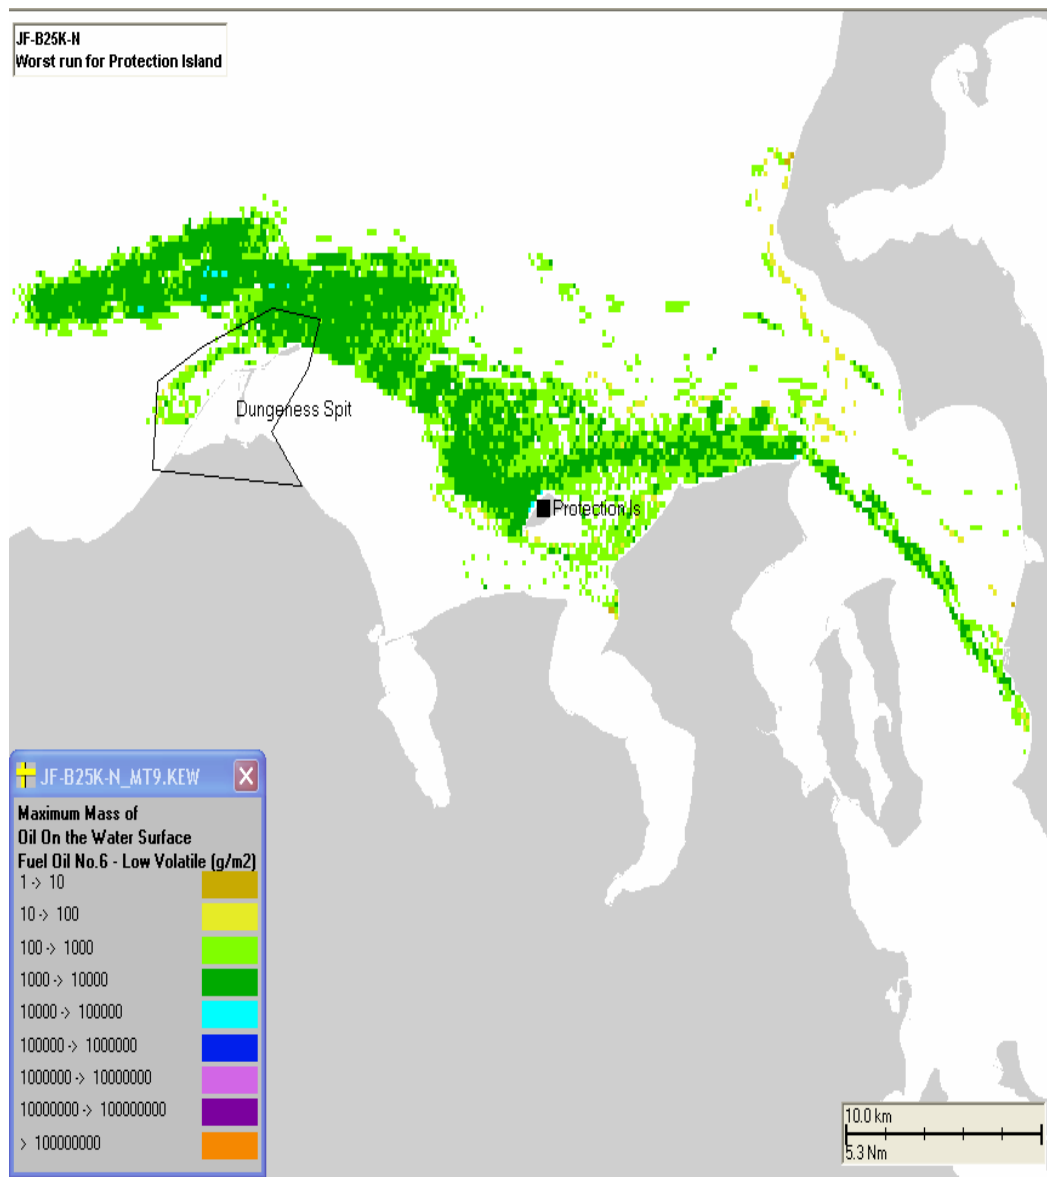 JF-B25K-N
Worst run for Protection Island
Dungeness Spit
Protection Is
JF-B25K-N_MT9.KEW
Maximum Mass of
Oil On the Water Surface
Fuel Oil No.6 - Low Volatile (g/m2)
1 -> 10
10 -> 100
100 -> 1000
1000 -> 10000
10000 -> 100000
100000 -> 1000000
1000000 -> 10000000
10000000 -> 100000000
> 100000000
10.0 km
5.3 Nm